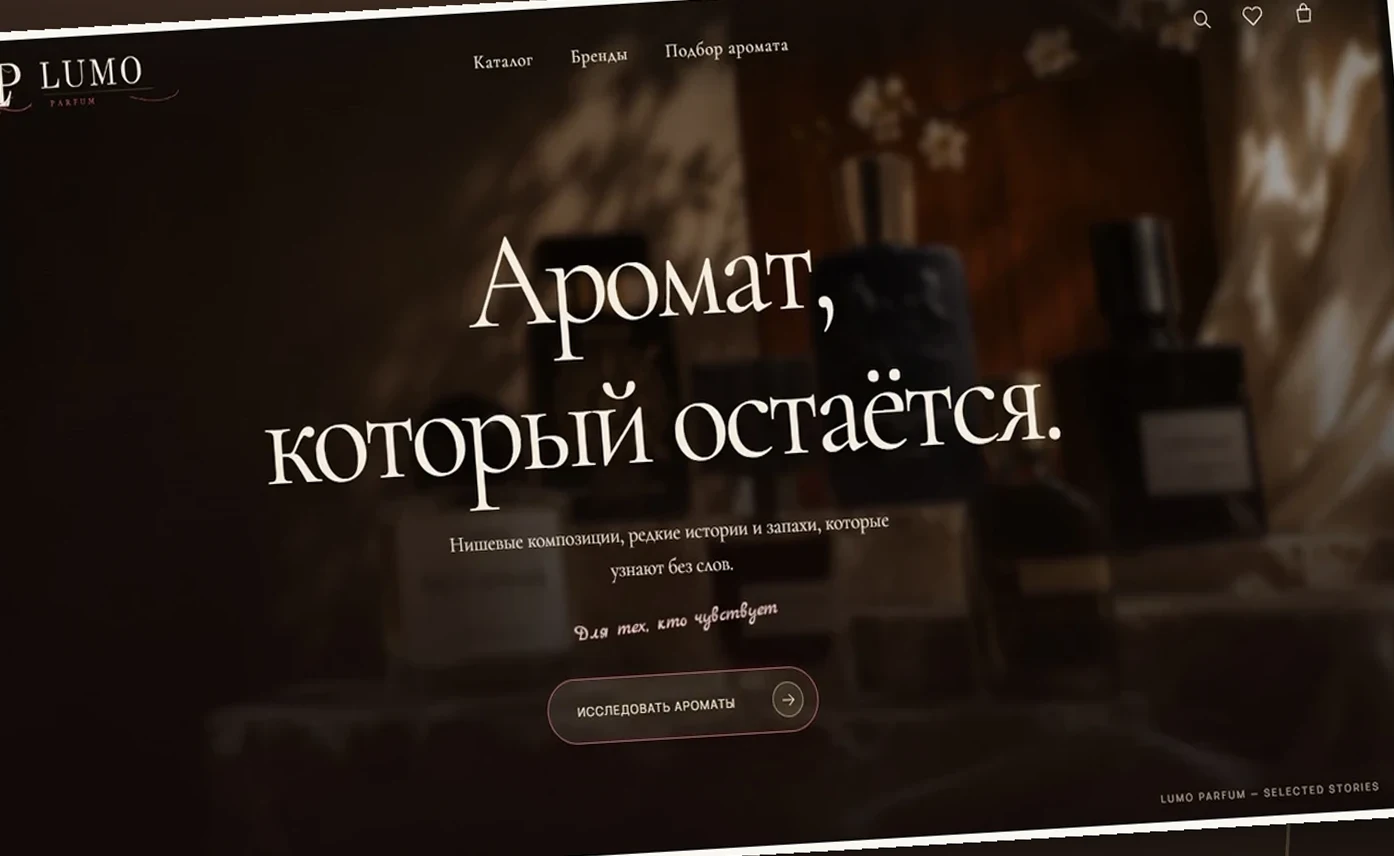 LUMO
PARFUM
Каталог
Бренды
Подбор аромата
Аромат,
который остаётся.
Нишевые композиции, редкие истории и запахи, которые
узнают без слов.
Для тех, кто чувствует
ИССЛЕДОВАТЬ АРОМАТЫ
LUMO PARFUM — SELECTED STORIES